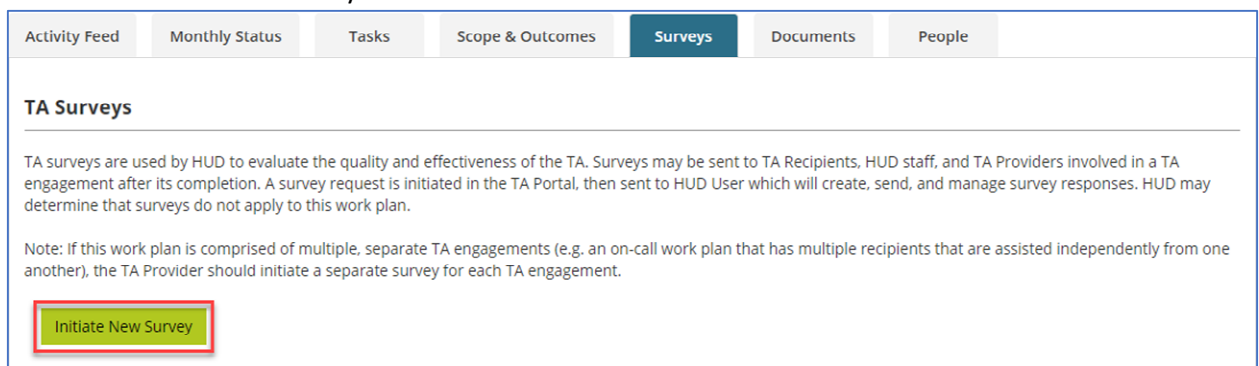 Activity Feed Monthly Status Tasks Scope & Outcomes Surveys Documents People
TA Surveys
TA surveys are used by HUD to evaluate the quality and effectiveness of the TA. Surveys may be sent to TA Recipients, HUD staff, and TA Providers involved in a TA
engagement after its completion. A survey request is initiated in the TA Portal, then sent to HUD User which will create, send, and manage survey responses. HUD may
determine that surveys do not apply to this work plan.
Note: If this work plan is comprised of multiple, separate TA engagements (e.g. an on-call work plan that has multiple recipients that are assisted independently from one
another), the TA Provider should initiate a separate survey for each TA engagement.
Initiate New Survey